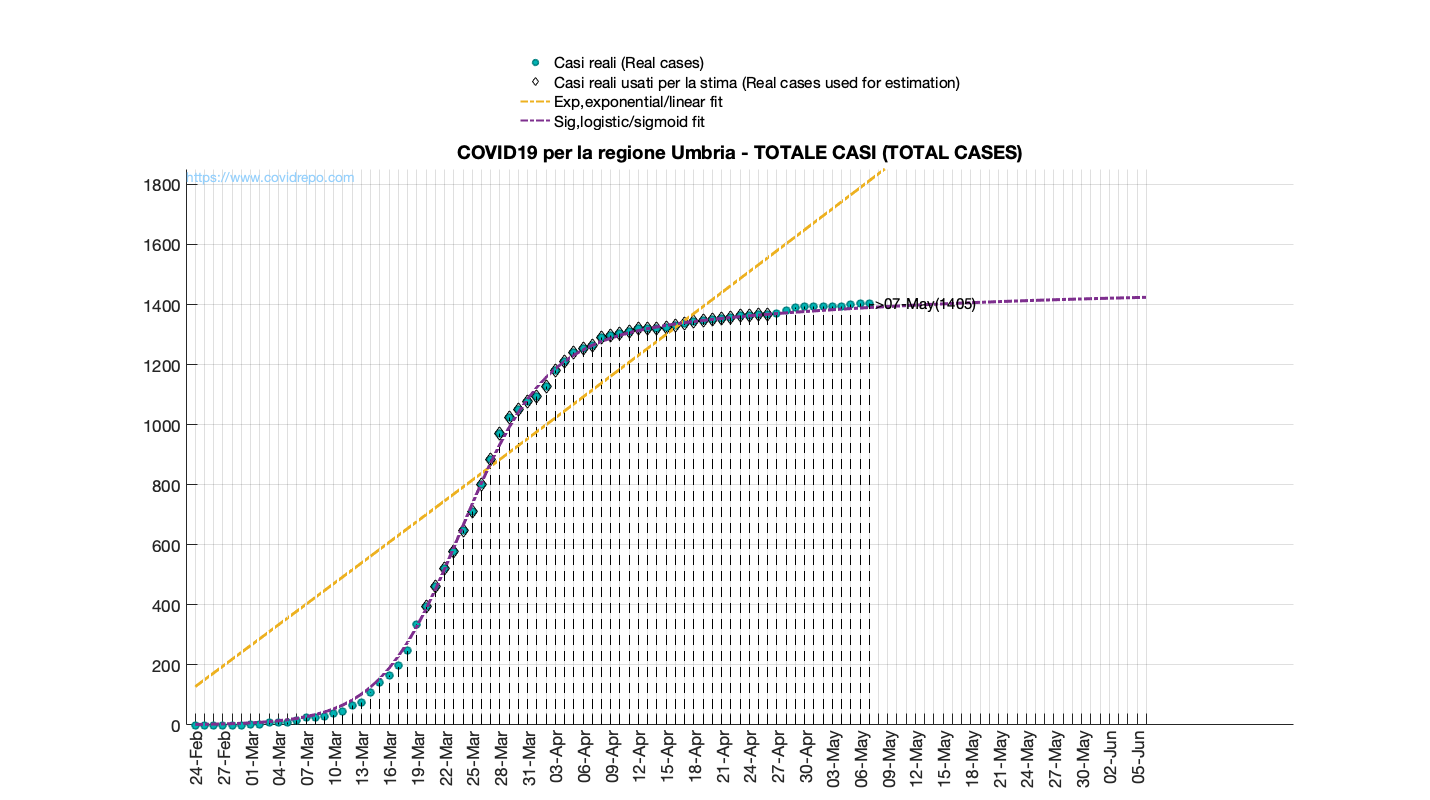 Casi reali (Real cases)
Casi reali usati per la stima (Real cases used for estimation)
Exp,exponential/linear fit
Sig,logistic/sigmoid fit
COVID19 per la regione Umbria - TOTALE CASI (TOTAL CASES)
https://www.covidrepo.com
1800
1600
1400
1200
1000
800
600
400
200
0
>07-May(1405)
24-Feb
27-Feb
01-Mar
04-Mar
07-Mar
10-Mar
13-Mar
16-Mar
19-Mar
22-Mar
25-Mar
28-Mar
31-Mar
03-Apr
06-Apr
09-Apr
12-Apr
15-Apr
18-Apr
21-Apr
24-Apr
27-Apr
30-Apr
03-May
06-May
09-May
12-May
15-May
18-May
21-May
24-May
27-May
30-May
02-Jun
05-Jun